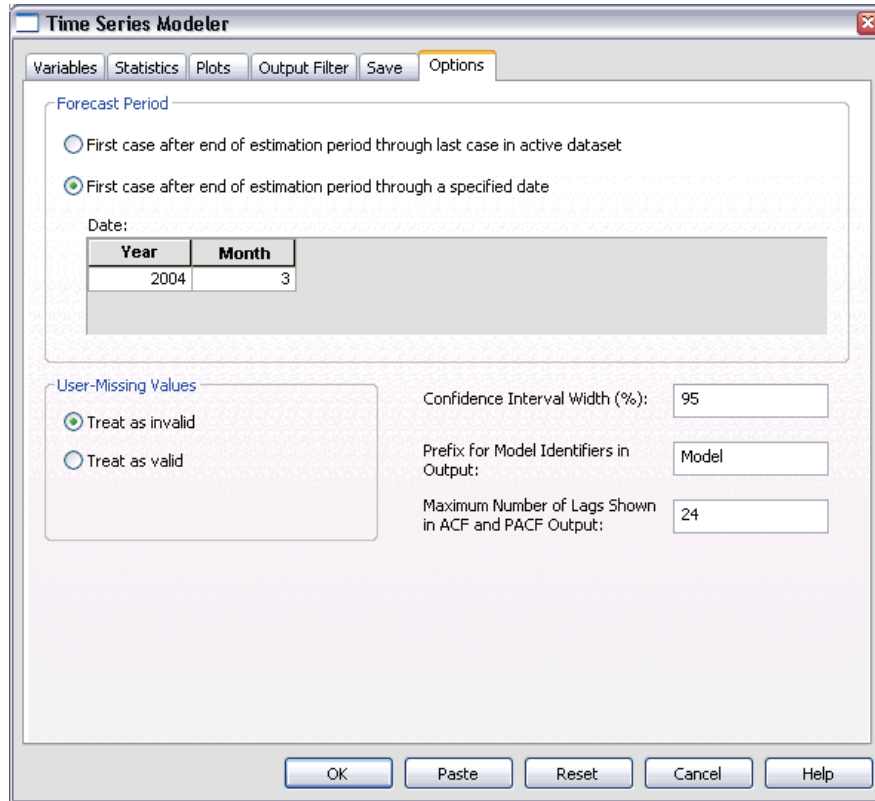 Time Series Modeler
Variables Statistics Plots Output Filter Save Options
Forecast Period
First case after end of estimation period through last case in active dataset
First case after end of estimation period through a specified date
Date:
Year Month
2004 3
User-Missing Values
Treat as invalid
Treat as valid
Confidence Interval Width (%): 95
Prefix for Model Identifiers in
Output: Model
Maximum Number of Lags Shown
in ACF and PACF Output: 24
OK Paste Reset Cancel Help